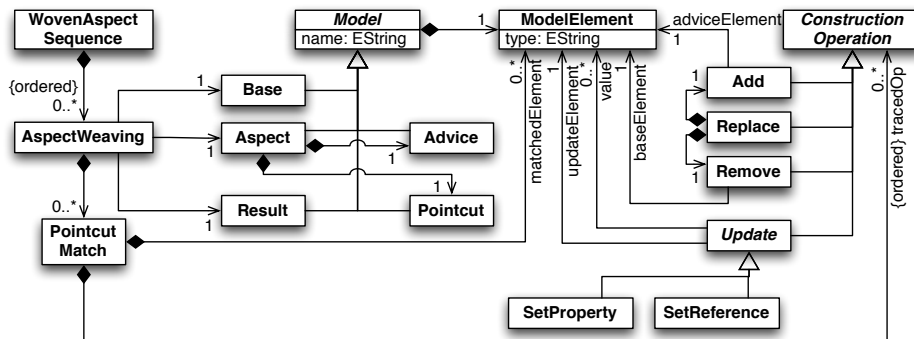 WovenAspect
Sequence
Model
name: EString
1
ModelElement
type: EString
adviceElement
1
Construction
Operation
{ordered}
0..*
1
Base
AspectWeaving
1
Aspect
1
Advice
0..*
1
Result
1
Pointcut
Pointcut
Match
0..*
matchedElement
1
updateElement
0..*
value
1
baseElement
1
Add
Replace
1
Remove
Update
0..*
{ordered} tracedOp
SetProperty
SetReference